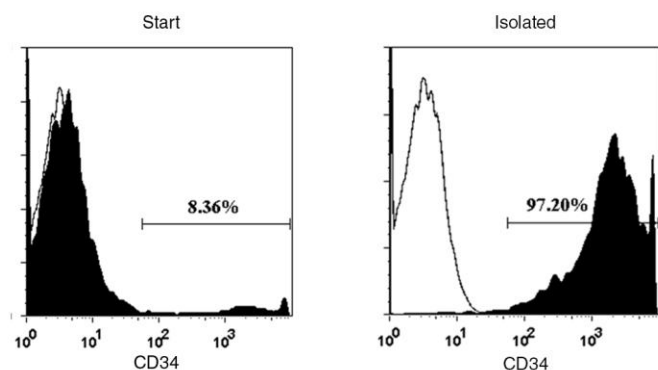 Start
Isolated
8.36%
97.20%
10⁰ 10¹ 10² 10³
10⁰ 10¹ 10² 10³
CD34
CD34